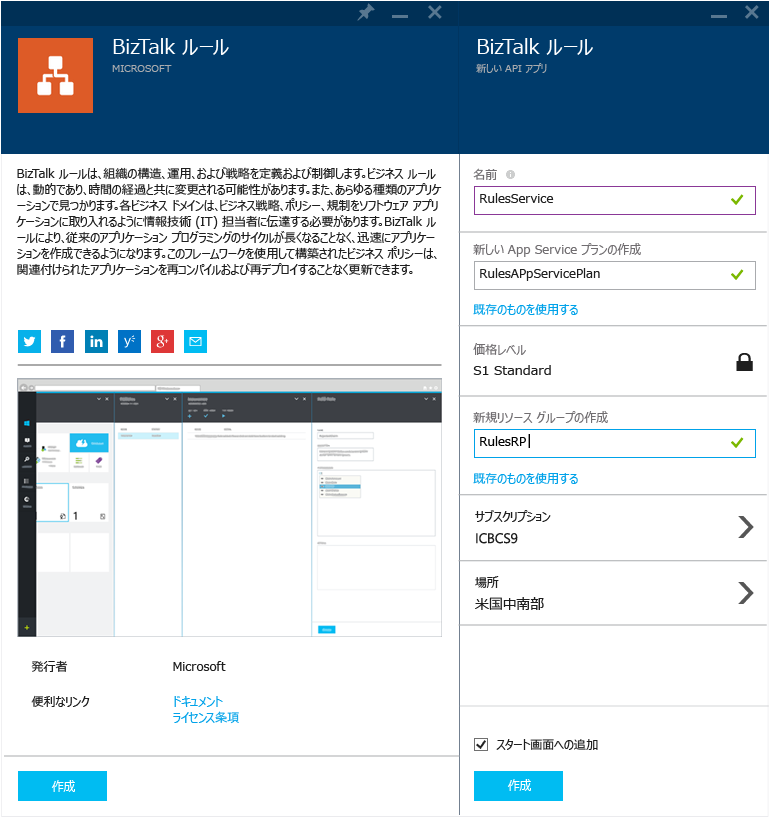 BizTalk ルール
MICROSOFT
BizTalk ルールは、組織の構造、運用、および戦略を定義および制御します。ビジネス ルール
は、動的であり、時間の経過と共に変更される可能性があります。また、あらゆる種類のアプリケ
ーションで見つかります。各ビジネス ドメインは、ビジネス戦略、ポリシー、規制をソフトウェア アプリ
ケーションに取り入れるように情報技術 (IT) 担当者に伝達する必要があります。BizTalk ル
ールにより、従来のアプリケーション プログラミングのサイクルが長くなることなく、迅速にアプリケー
ションを作成できるようになります。このフレームワークを使用して構築されたビジネス ポリシーは、
関連付けられたアプリケーションを再コンパイルおよび再デプロイすることなく更新できます。
f
in
y
g+
1
発行者 Microsoft
便利なリンク ドキュメント
ライセンス条項
作成
BizTalk ルール
新しい API アプリ
名前
RulesService
新しい App Service プランの作成
RulesAPpServicePlan
既存のものを使用する
価格レベル
S1 Standard
新規リソース グループの作成
RulesRP
既存のものを使用する
サブスクリプション
ICBCS9
場所
米国中南部
スタート画面への追加
作成